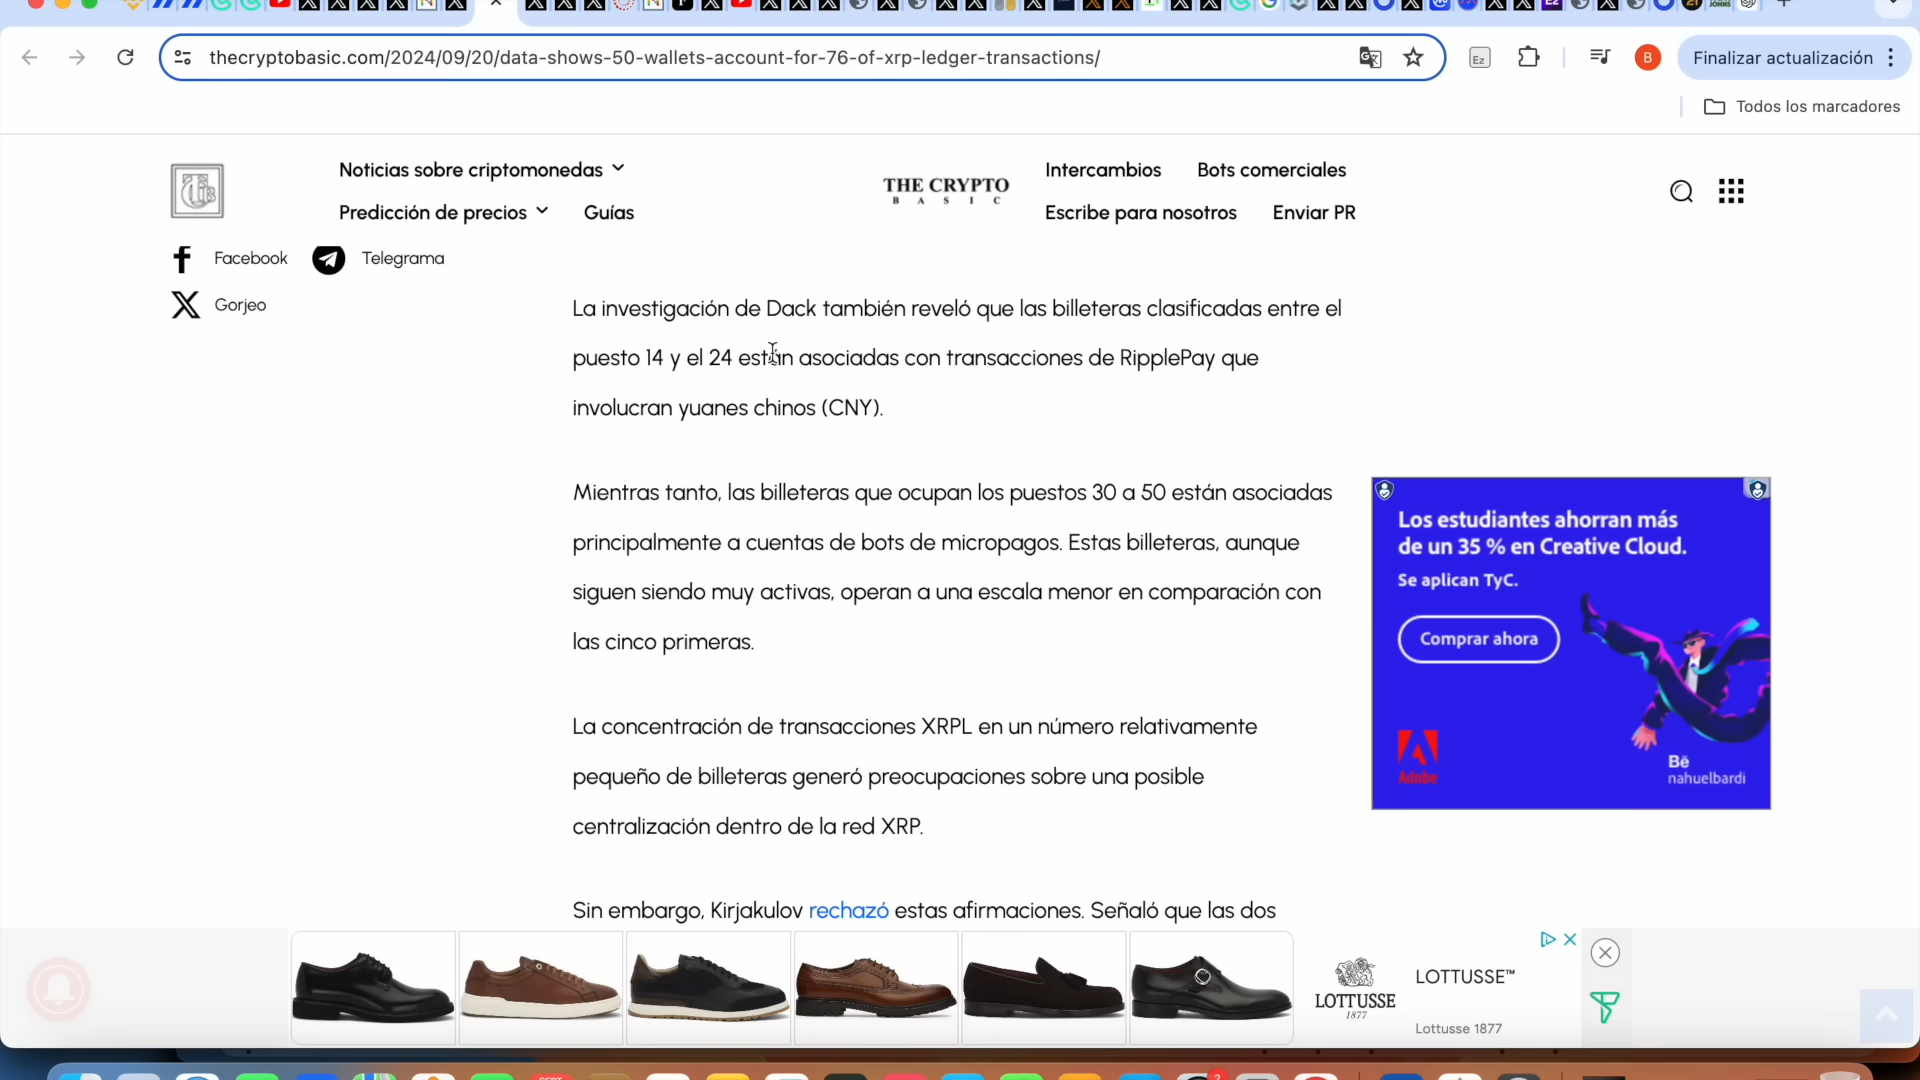 thecryptobasic.com/2024/09/20/data-shows-50-wallets-account-for-76-of-xrp-ledger-transactions/
Ez
B
Finalizar actualización
Todos los marcadores
Noticias sobre criptomonedas
Predicción de precios
Guías
THE CRYPTO
BASIC
Intercambios
Bots comerciales
Escribe para nosotros
Enviar PR
Facebook
Telegrama
Gorjeo
La investigación de Dack también reveló que las billeteras clasificadas entre el
puesto 14 y el 24 están asociadas con transacciones de RipplePay que
involucran yuanes chinos (CNY).
Mientras tanto, las billeteras que ocupan los puestos 30 a 50 están asociadas
principalmente a cuentas de bots de micropagos. Estas billeteras, aunque
siguen siendo muy activas, operan a una escala menor en comparación con
las cinco primeras.
La concentración de transacciones XRPL en un número relativamente
pequeño de billeteras generó preocupaciones sobre una posible
centralización dentro de la red XRP.
Sin embargo, Kirjakulov rechazó estas afirmaciones. Señaló que las dos
Los estudiantes ahorran más
de un 35 % en Creative Cloud.
Se aplican TyC.
Comprar ahora
Adobe
Bē
nahuelbardi
LOTTUSSE
1877
LOTTUSSE™
Lottusse 1877